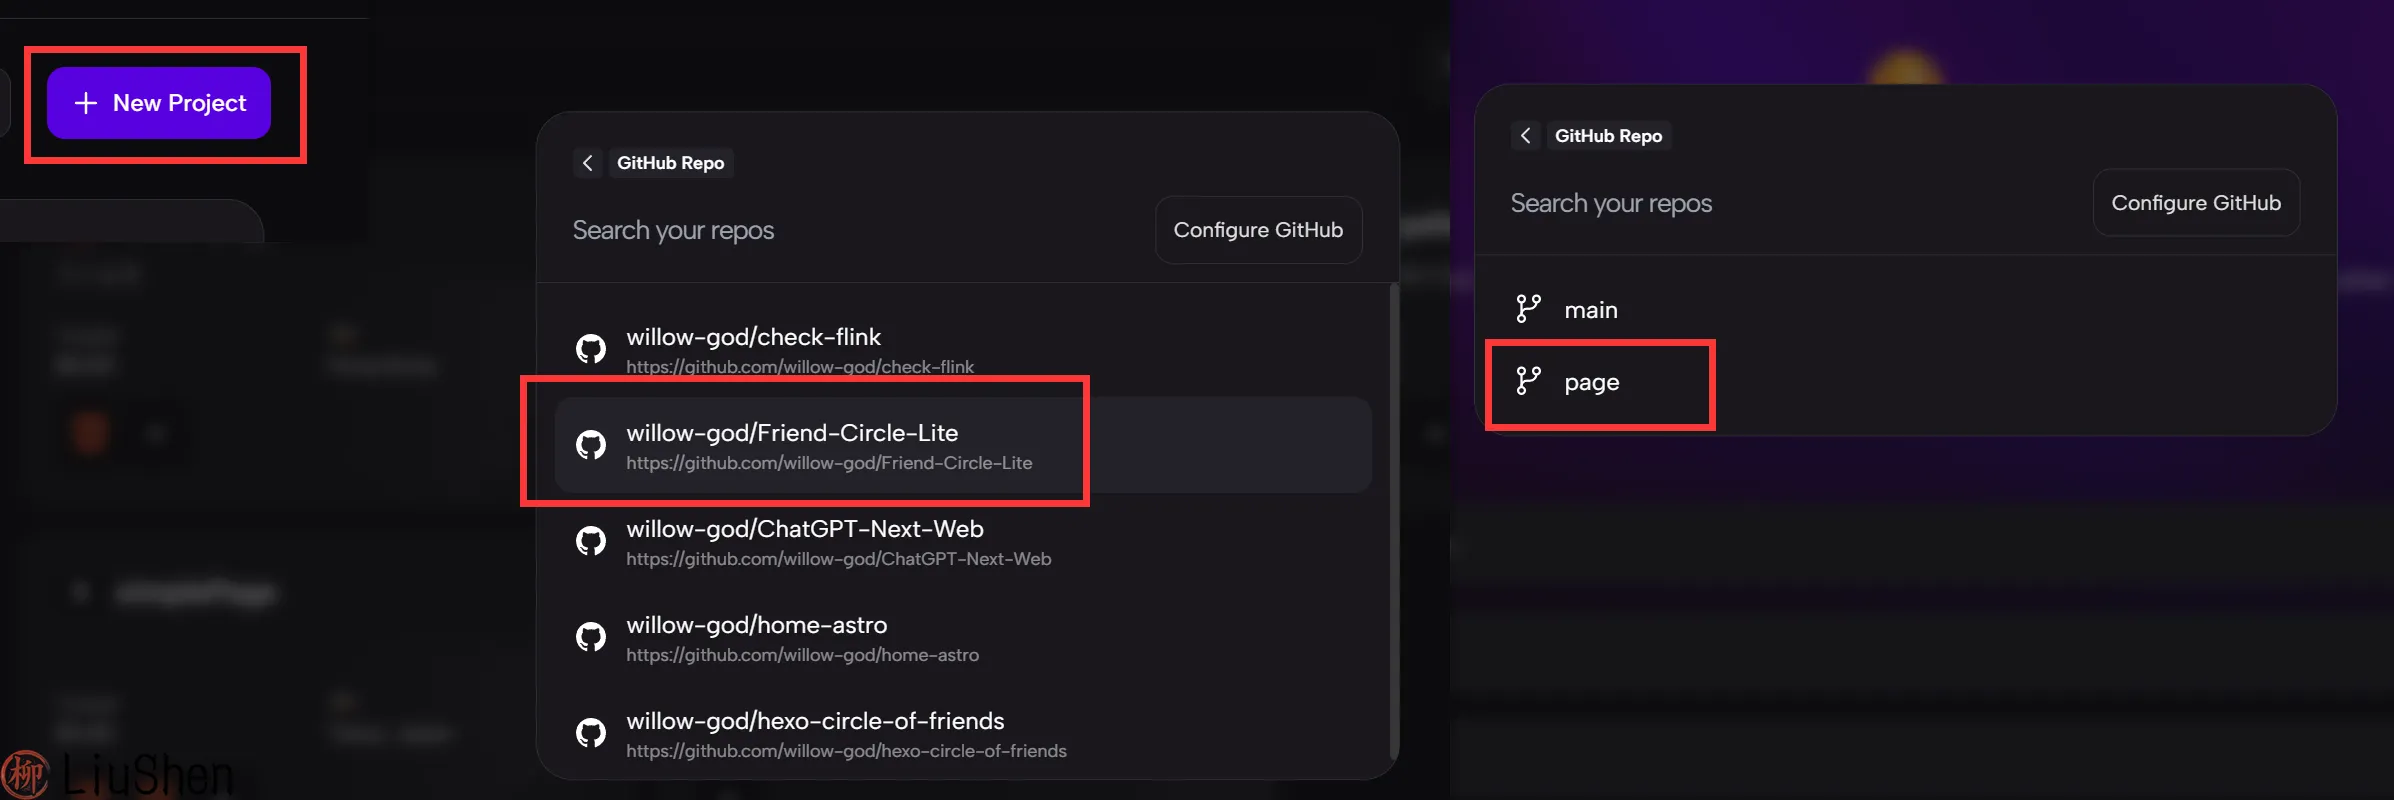 New Project
GitHub Repo
Search your repos
Configure GitHub
willow-god/check-flink
https://github.com/willow-god/check-flink
willow-god/Friend-Circle-Lite
https://github.com/willow-god/Friend-Circle-Lite
willow-god/ChatGPT-Next-Web
https://github.com/willow-god/ChatGPT-Next-Web
willow-god/home-astro
https://github.com/willow-god/home-astro
willow-god/hexo-circle-of-friends
https://github.com/willow-god/hexo-circle-of-friends
GitHub Repo
Search your repos
Configure GitHub
main
page
柳 LiuShen